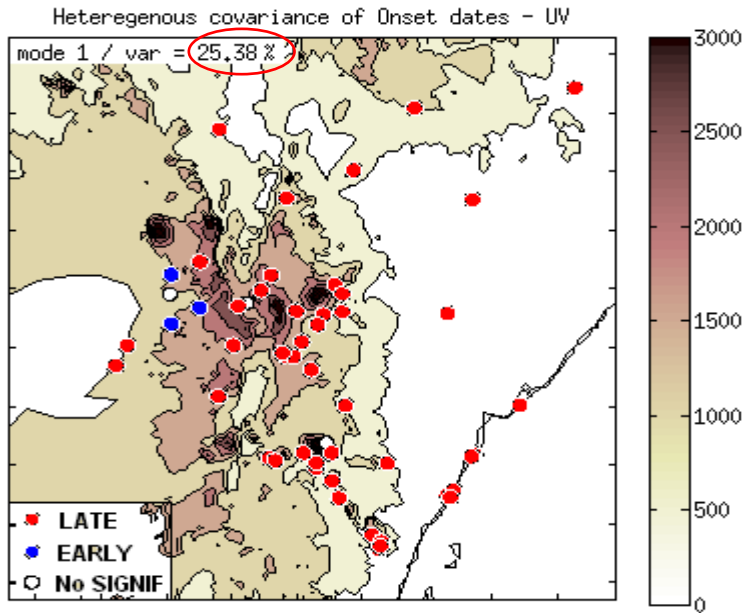 Heteregenous covariance of Onset dates - UV
mode 1 / var = 25.38 %
3000
2500
2000
1500
1000
500
0
LATE
EARLY
No SIGNIF